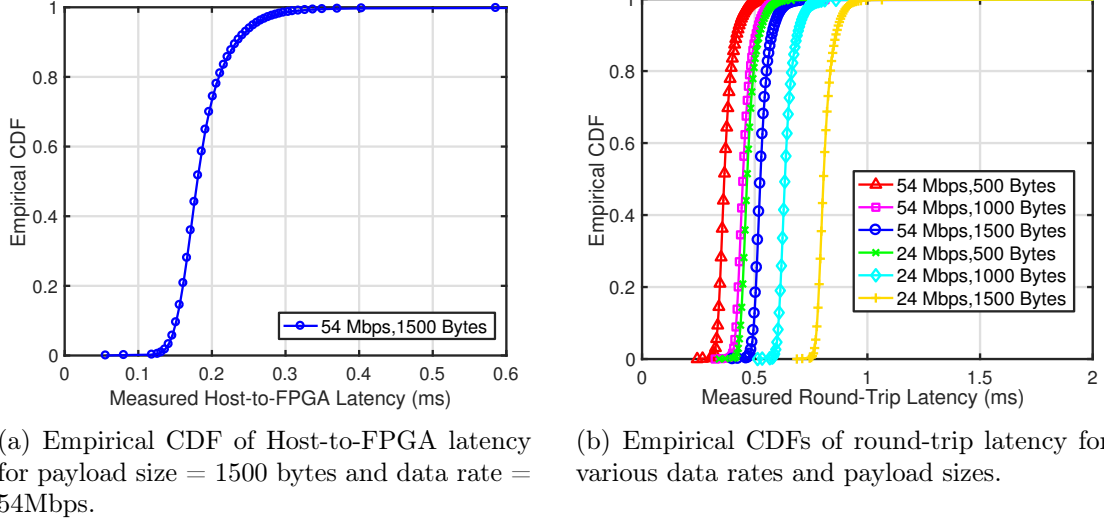 1
0.8
0.6
0.4
0.2
0
Empirical CDF
54 Mbps,1500 Bytes
0 0.1 0.2 0.3 0.4 0.5 0.6
Measured Host-to-FPGA Latency (ms)
(a) Empirical CDF of Host-to-FPGA latency
for payload size = 1500 bytes and data rate =
54Mbps.
1
0.8
0.6
0.4
0.2
0
Empirical CDF
54 Mbps,500 Bytes
54 Mbps,1000 Bytes
54 Mbps,1500 Bytes
24 Mbps,500 Bytes
24 Mbps,1000 Bytes
24 Mbps,1500 Bytes
0 0.5 1 1.5 2
Measured Round-Trip Latency (ms)
(b) Empirical CDFs of round-trip latency for
various data rates and payload sizes.